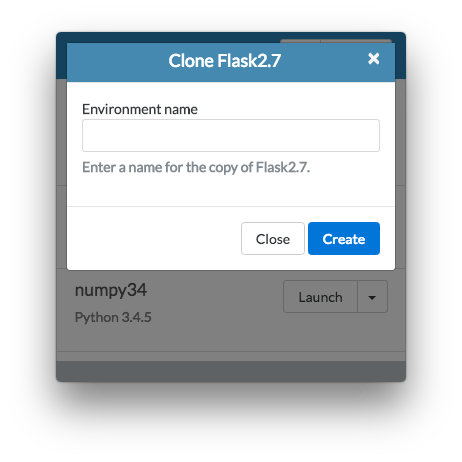 Clone Flask2.7
×
Environment name
Enter a name for the copy of Flask2.7.
Close
Create
numpy34
Launch
Python 3.4.5